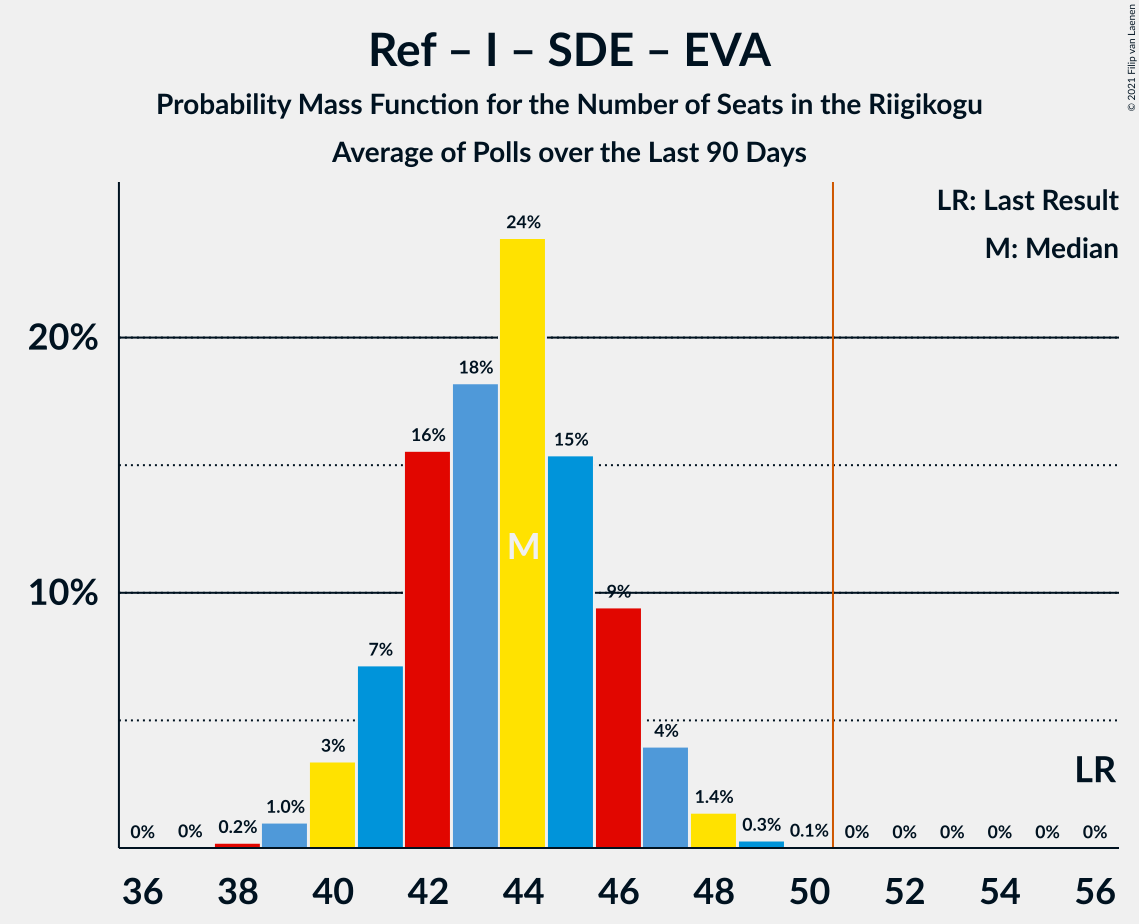 Ref – I – SDE – EVA
Probability Mass Function for the Number of Seats in the Riigikogu
Average of Polls over the Last 90 Days
© 2021 Filip van Laenen
LR: Last Result
M: Median
20%
10%
0%
0%
0.2%
1.0%
3%
7%
16%
18%
24%
15%
9%
4%
1.4%
0.3%
0.1%
0%
0%
0%
0%
0%
0%
M
LR
36 38 40 42 44 46 48 50 52 54 56